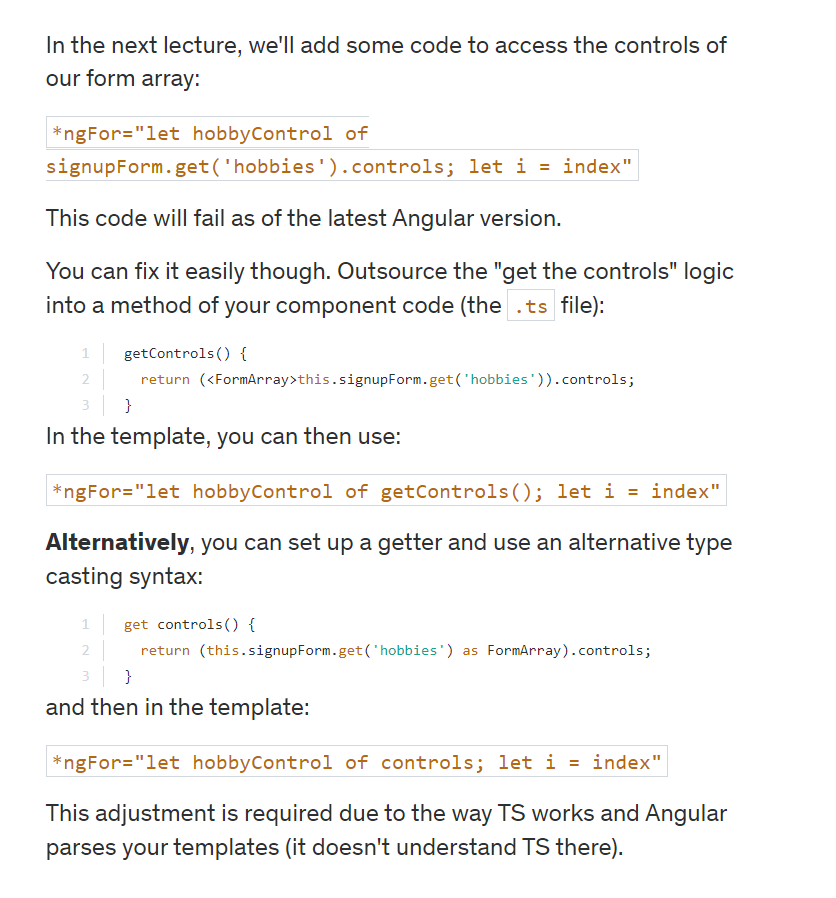 In the next lecture, we'll add some code to access the controls of
our form array:
*ngFor="let hobbyControl of
signupForm.get('hobbies').controls; let i = index"
This code will fail as of the latest Angular version.
You can fix it easily though. Outsource the "get the controls" logic
into a method of your component code (the .ts file):
1 getControls() {
2 return (<FormArray>this.signupForm.get('hobbies')).controls;
3 }
In the template, you can then use:
*ngFor="let hobbyControl of getControls(); let i = index"
Alternatively, you can set up a getter and use an alternative type
casting syntax:
1 get controls() {
2 return (this.signupForm.get('hobbies') as FormArray).controls;
3 }
and then in the template:
*ngFor="let hobbyControl of controls; let i = index"
This adjustment is required due to the way TS works and Angular
parses your templates (it doesn't understand TS there).